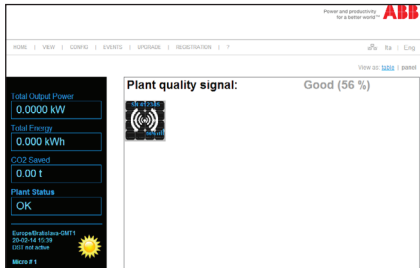 Power and productivity
for a better world™ ABB
HOME | VIEW | CONFIG | EVENTS | UPGRADE | REGISTRATION | ?
Ita | Eng
View as: table | panel
Plant quality signal: Good (56 %)
Total Output Power
0.0000 kW
Total Energy
0.000 kWh
CO2 Saved
0.00 t
Plant Status
OK
Europe/Bratislava-GMT1
20-02-14 15:39
DST not active
Micro # 1